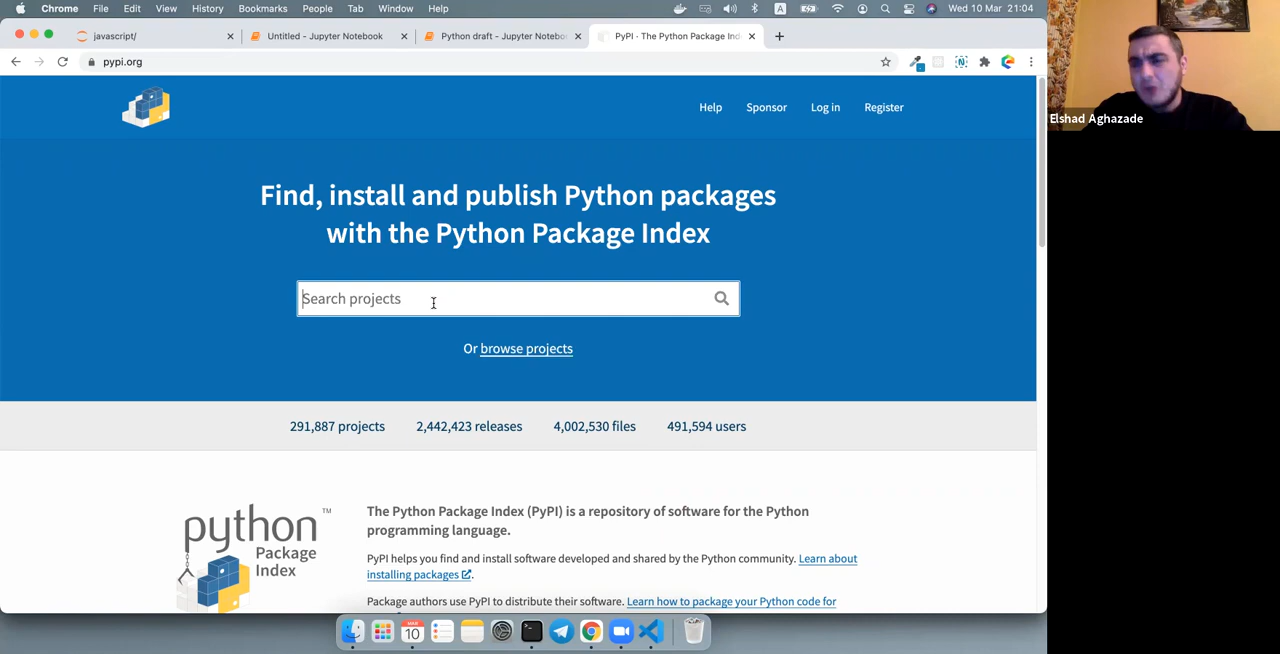 Chrome File Edit View History Bookmarks People Tab Window Help A Wed 10 Mar 21:04
javascript/ Untitled - Jupyter Notebook Python draft - Jupyter Notebo PyPI · The Python Package Ind
pypi.org
Help Sponsor Log in Register
Elshad Aghazade
Find, install and publish Python packages
with the Python Package Index
Search projects
Or browse projects
291,887 projects 2,442,423 releases 4,002,530 files 491,594 users
python™
Package
Index
The Python Package Index (PyPI) is a repository of software for the Python
programming language.
PyPI helps you find and install software developed and shared by the Python community. Learn about
installing packages.
Package authors use PyPI to distribute their software. Learn how to package your Python code for
MAR
10